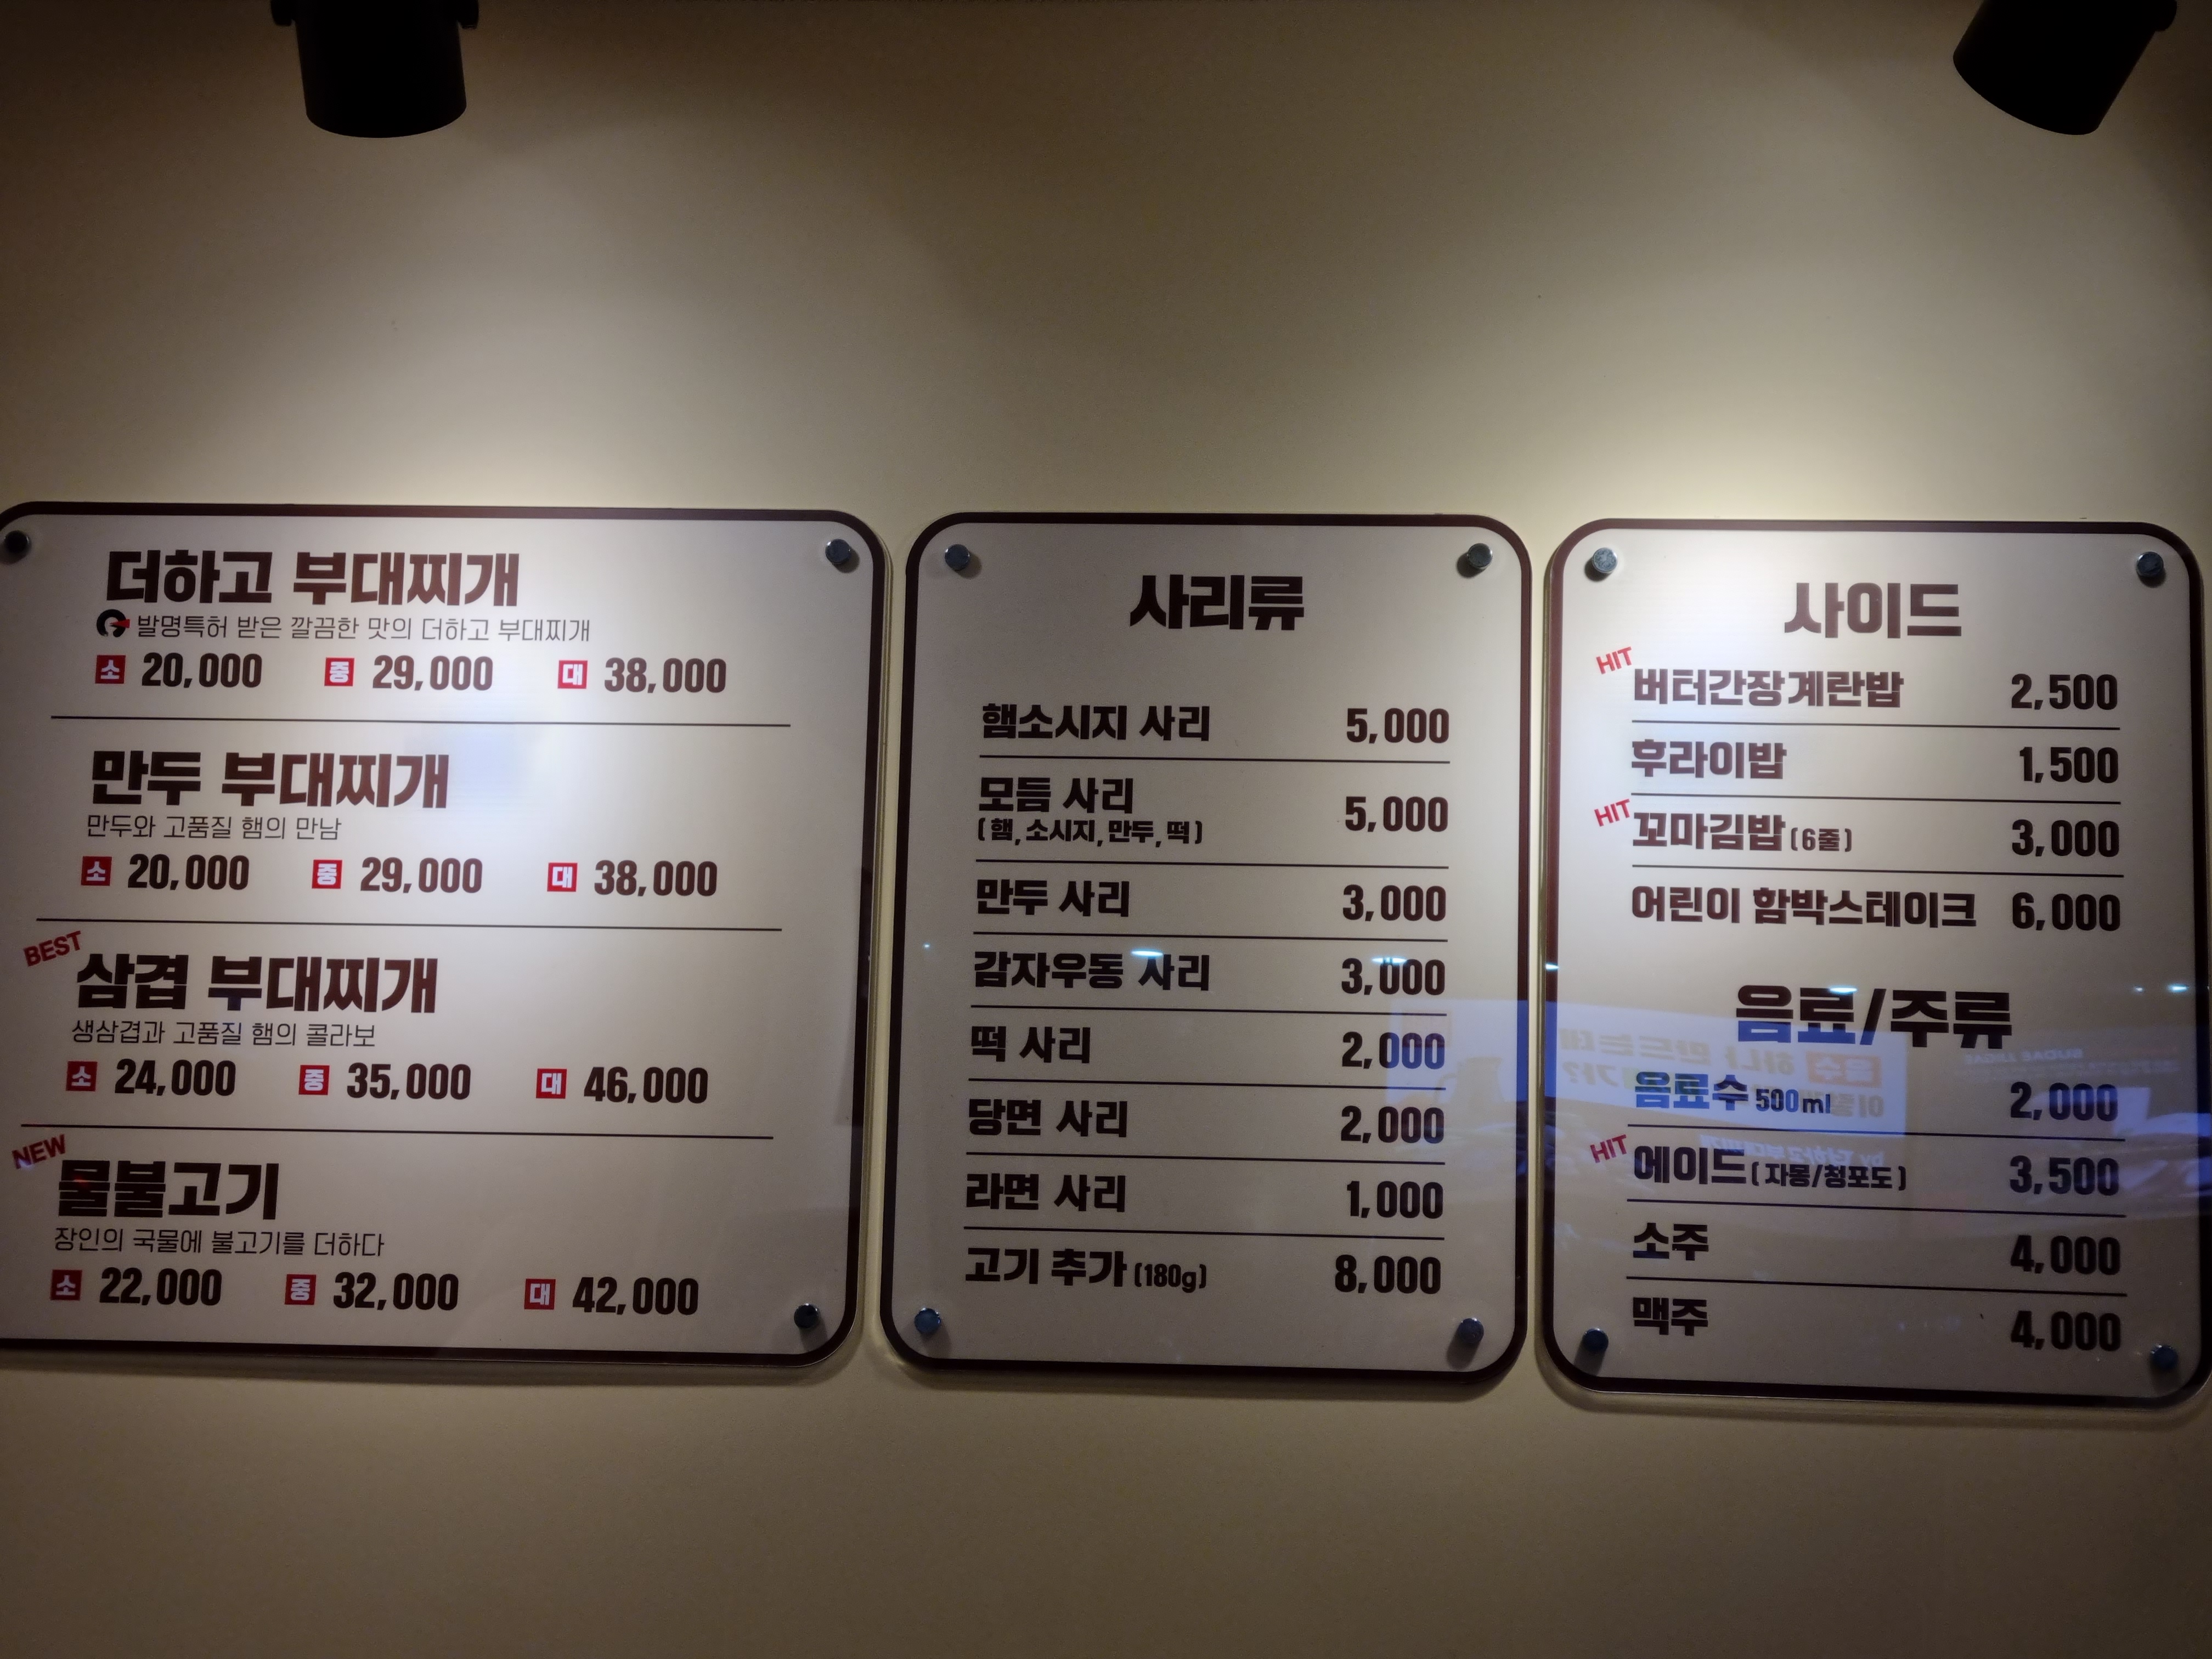 더하고 부대찌개
발명특허 받은 깔끔한 맛의 더하고 부대찌개
소 20,000 중 29,000 대 38,000
만두 부대찌개
만두와 고품질 햄의 만남
소 20,000 중 29,000 대 38,000
BEST
삼겹 부대찌개
생삼겹과 고품질 햄의 콜라보
소 24,000 중 35,000 대 46,000
NEW
물불고기
장인의 국물에 불고기를 더하다
소 22,000 중 32,000 대 42,000
사리류
햄소시지 사리 5,000
모듬 사리 5,000
(햄, 소시지, 만두, 떡)
만두 사리 3,000
감자우동 사리 3,000
떡 사리 2,000
당면 사리 2,000
라면 사리 1,000
고기 추가 (180g) 8,000
사이드
HIT
버터간장계란밥 2,500
후라이밥 1,500
HIT
꼬마김밥 (6줄) 3,000
어린이 함박스테이크 6,000
음료/주류
음료수 500ml 2,000
HIT
에이드 (자몽/청포도) 3,500
소주 4,000
맥주 4,000